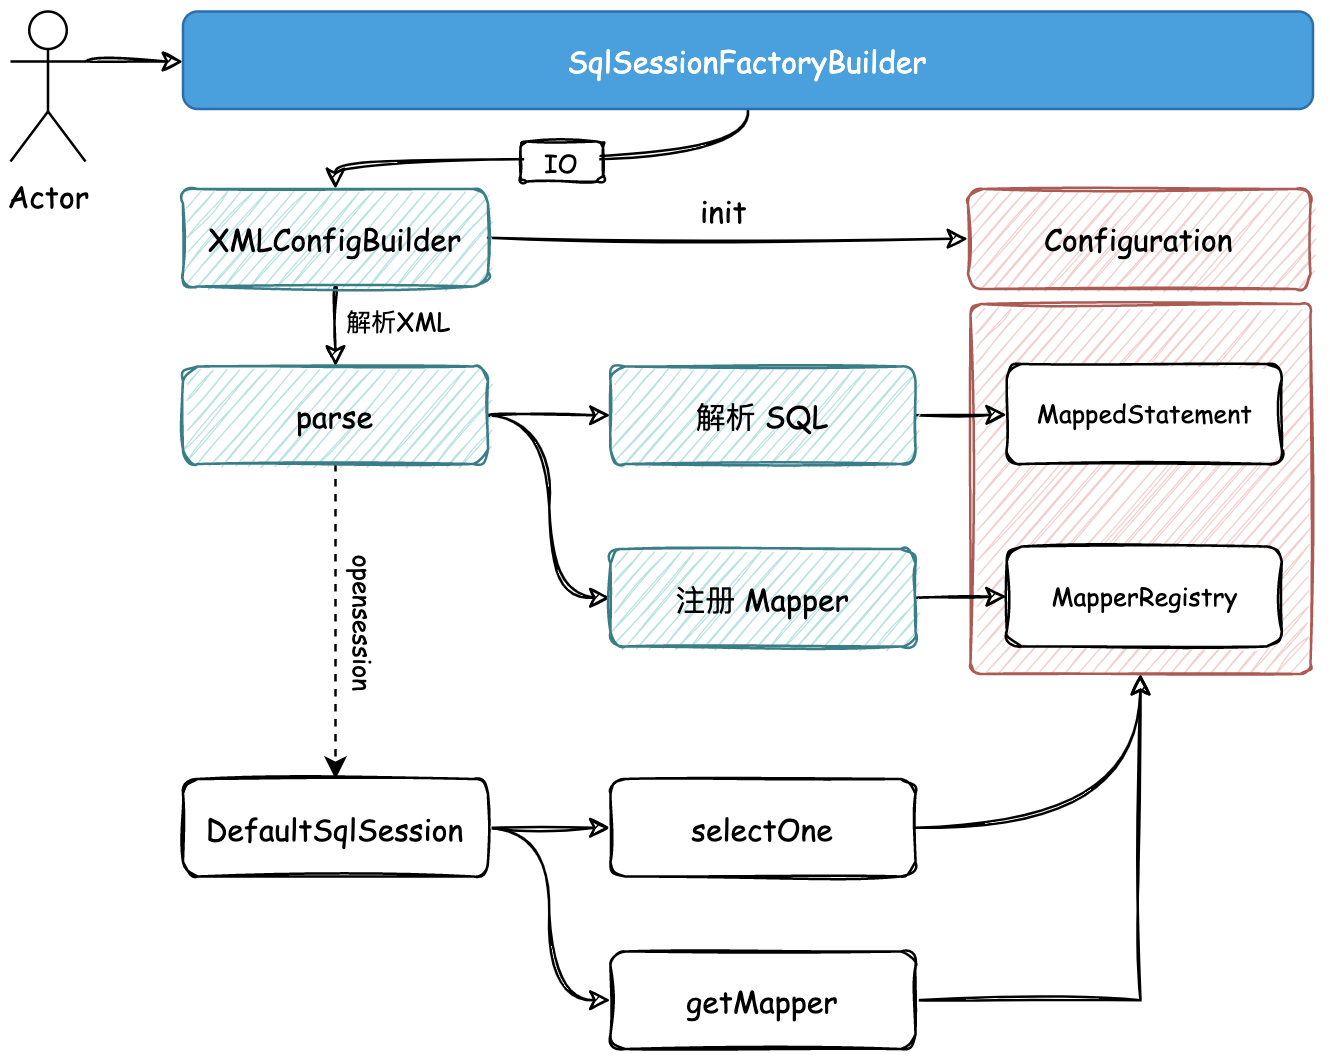 SqlSessionFactoryBuilder
IO
Actor
XMLConfigBuilder
init
Configuration
解析XML
parse
解析 SQL
MappedStatement
opensession
注册 Mapper
MapperRegistry
DefaultSqlSession
selectOne
getMapper